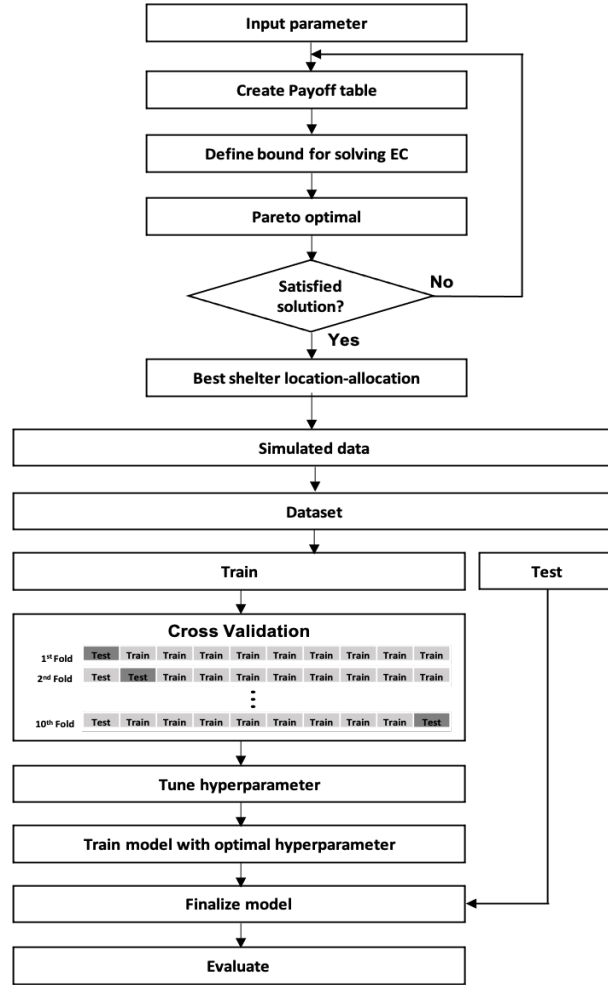 Input parameter
Create Payoff table
Define bound for solving EC
Pareto optimal
Satisfied
solution?
No
Yes
Best shelter location-allocation
Simulated data
Dataset
Train
Test
Cross Validation
1st Fold Test Train Train Train Train Train Train Train Train Train
2nd Fold Test Test Train Train Train Train Train Train Train Train
10th Fold Test Train Train Train Train Train Train Train Train Test
Tune hyperparameter
Train model with optimal hyperparameter
Finalize model
Evaluate